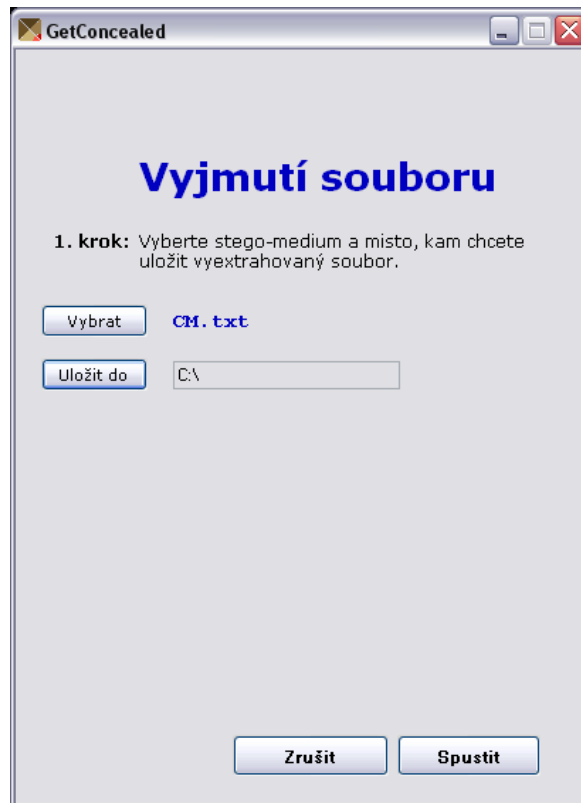 GetConcealed
Vyjmutí souboru
1. krok: Vyberte stego-medium a misto, kam chcete
uložit vyextrahovaný soubor.
Vybrat CM.txt
Uložit do C:\
Zrušit Spustit